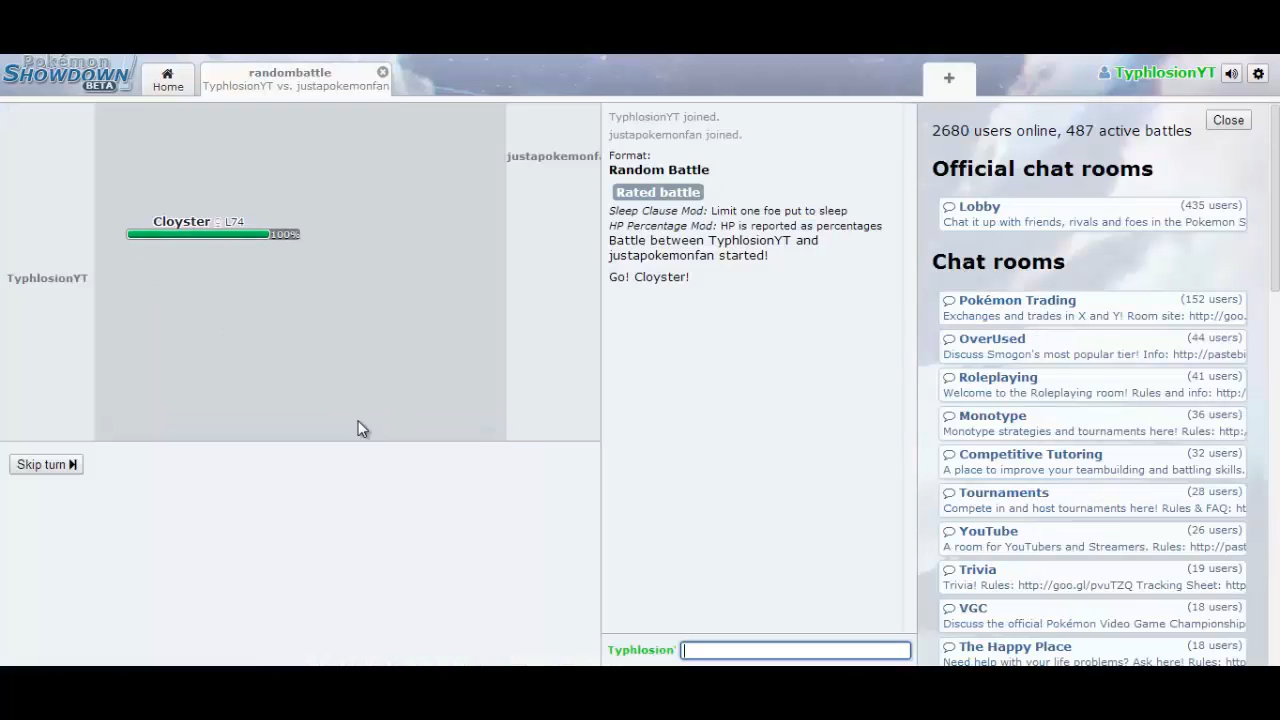 Pokémon
SHOWDOWN
BETA
Home
randombattle
TyphlosionYT vs. justapokemonfan
+
TyphlosionYT
justapokemonf
Cloyster L74
100%
TyphlosionYT
Skip turn
TyphlosionYT joined.
justapokemonfan joined.
Format:
Random Battle
Rated battle
Sleep Clause Mod: Limit one foe put to sleep
HP Percentage Mod: HP is reported as percentages
Battle between TyphlosionYT and
justapokemonfan started!
Go! Cloyster!
Typhlosion
Close
2680 users online, 487 active battles
Official chat rooms
Lobby (435 users)
Chat it up with friends, rivals and foes in the Pokemon S
Chat rooms
Pokémon Trading (152 users)
Exchanges and trades in X and Y! Room site: http://goo.
OverUsed (44 users)
Discuss Smogon's most popular tier! Info: http://pastebi
Roleplaying (41 users)
Welcome to the Roleplaying room! Rules and info: http:/
Monotype (36 users)
Monotype strategies and tournaments here! Rules: http:
Competitive Tutoring (32 users)
A place to improve your teambuilding and battling skills.
Tournaments (28 users)
Compete in and host tournaments here! Rules & FAQ: ht
YouTube (26 users)
A room for YouTubers and Streamers. Rules: http://past
Trivia (19 users)
Trivia! Rules: http://goo.gl/pvuTZQ Tracking Sheet: http
VGC (18 users)
Discuss the official Pokémon Video Game Championship
The Happy Place (18 users)
Need help with your life problems? Ask here! Rules: htt